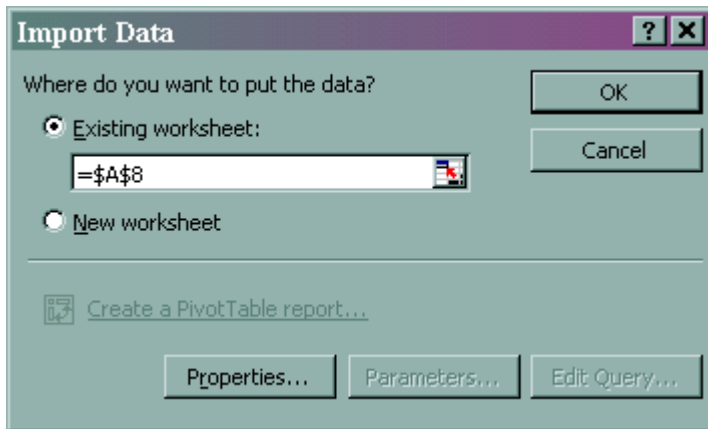 Import Data
Where do you want to put the data?
OK
Existing worksheet:
Cancel
=$A$8
New worksheet
Create a PivotTable report...
Properties...
Parameters...
Edit Query...